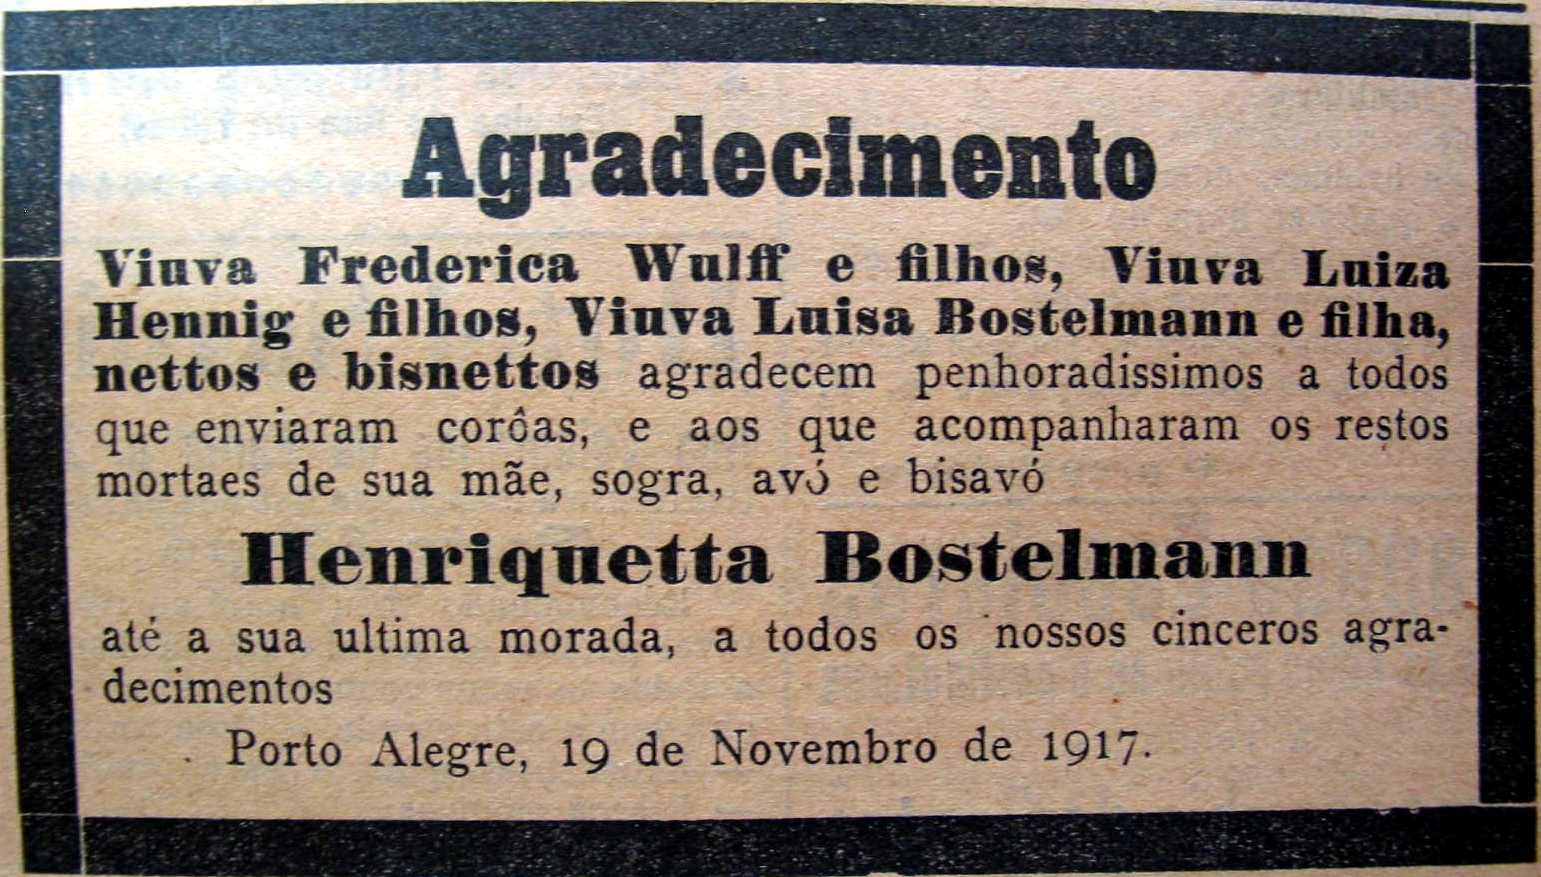 Agradecimento
Viuva Frederica Wulff e filhos, Viuva Luiza
Hennig e filhos, Viuva Luisa Bostelmann e filha,
nettos e bisnettos agradecem penhoradissimos a todos
que enviaram corôas, e aos que acompanharam os restos
mortaes de sua mãe, sogra, avó e bisavó
Henriquetta Bostelmann
até a sua ultima morada, a todos os nossos cinceros agra-
decimentos
Porto Alegre, 19 de Novembro de 1917.